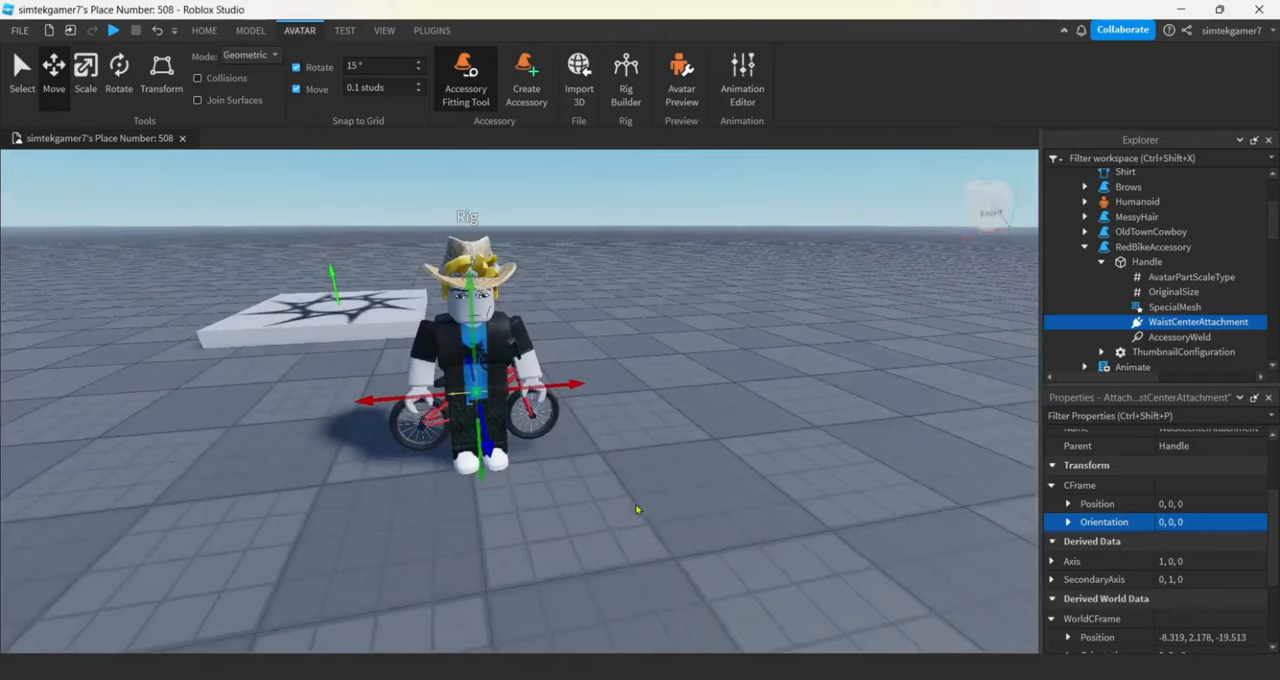 simtekgamer7's Place Number: 508 - Roblox Studio
FILE HOME MODEL AVATAR TEST VIEW PLUGINS
Collaborate simtekgamer7
Select Move Scale Rotate Transform
Mode: Geometric
Collisions
Join Surfaces
Tools
Rotate 15 °
Move 0.1 studs
Snap to Grid
Accessory Fitting Tool
Create Accessory
Accessory
Import 3D
File
Rig Builder
Rig
Avatar Preview
Preview
Animation Editor
Animation
simtekgamer7's Place Number: 508
Rig
Explorer
Filter workspace (Ctrl+Shift+X)
Shirt
Brows
Humanoid
MessyHair
OldTownCowboy
RedBikeAccessory
Handle
AvatarPartScaleType
OriginalSize
SpecialMesh
WaistCenterAttachment
AccessoryWeld
ThumbnailConfiguration
Animate
Properties - Attach...stCenterAttachment"
Filter Properties (Ctrl+Shift+P)
Parent Handle
Transform
CFrame
Position 0, 0, 0
Orientation 0, 0, 0
Derived Data
Axis 1, 0, 0
SecondaryAxis 0, 1, 0
Derived World Data
WorldCFrame
Position -8.319, 2.178, -19.513